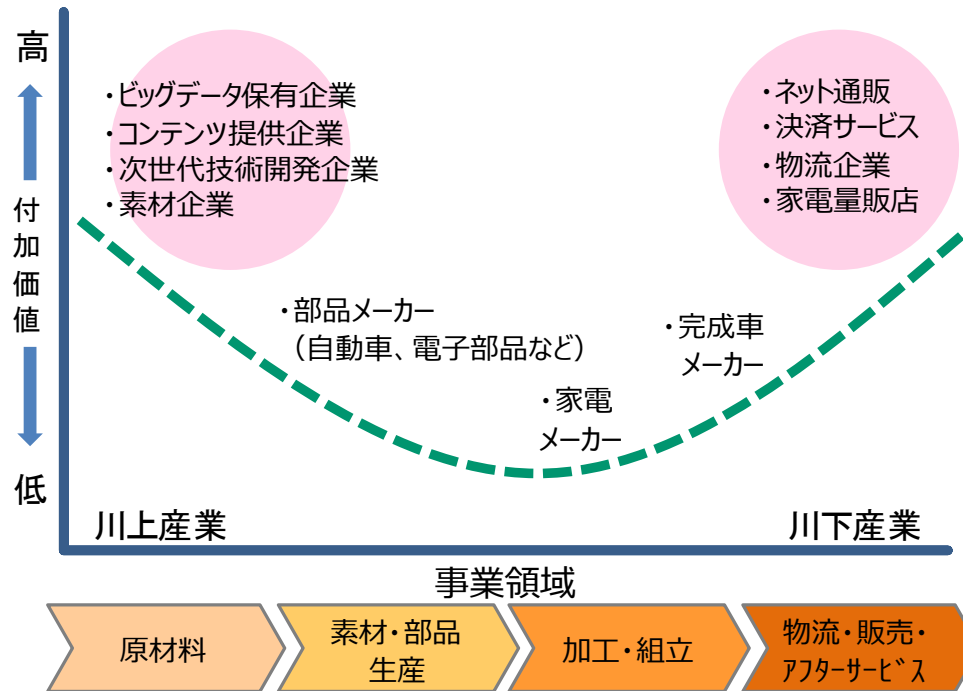 高
付
加
価
値
低
・ビッグデータ保有企業
・コンテンツ提供企業
・次世代技術開発企業
・素材企業
・ネット通販
・決済サービス
・物流企業
・家電量販店
・部品メーカー
（自動車、電子部品など）
・家電
メーカー
・完成車
メーカー
川上産業
川下産業
事業領域
原材料
素材・部品
生産
加工・組立
物流・販売・
ｱﾌﾀｰｻｰﾋﾞｽ